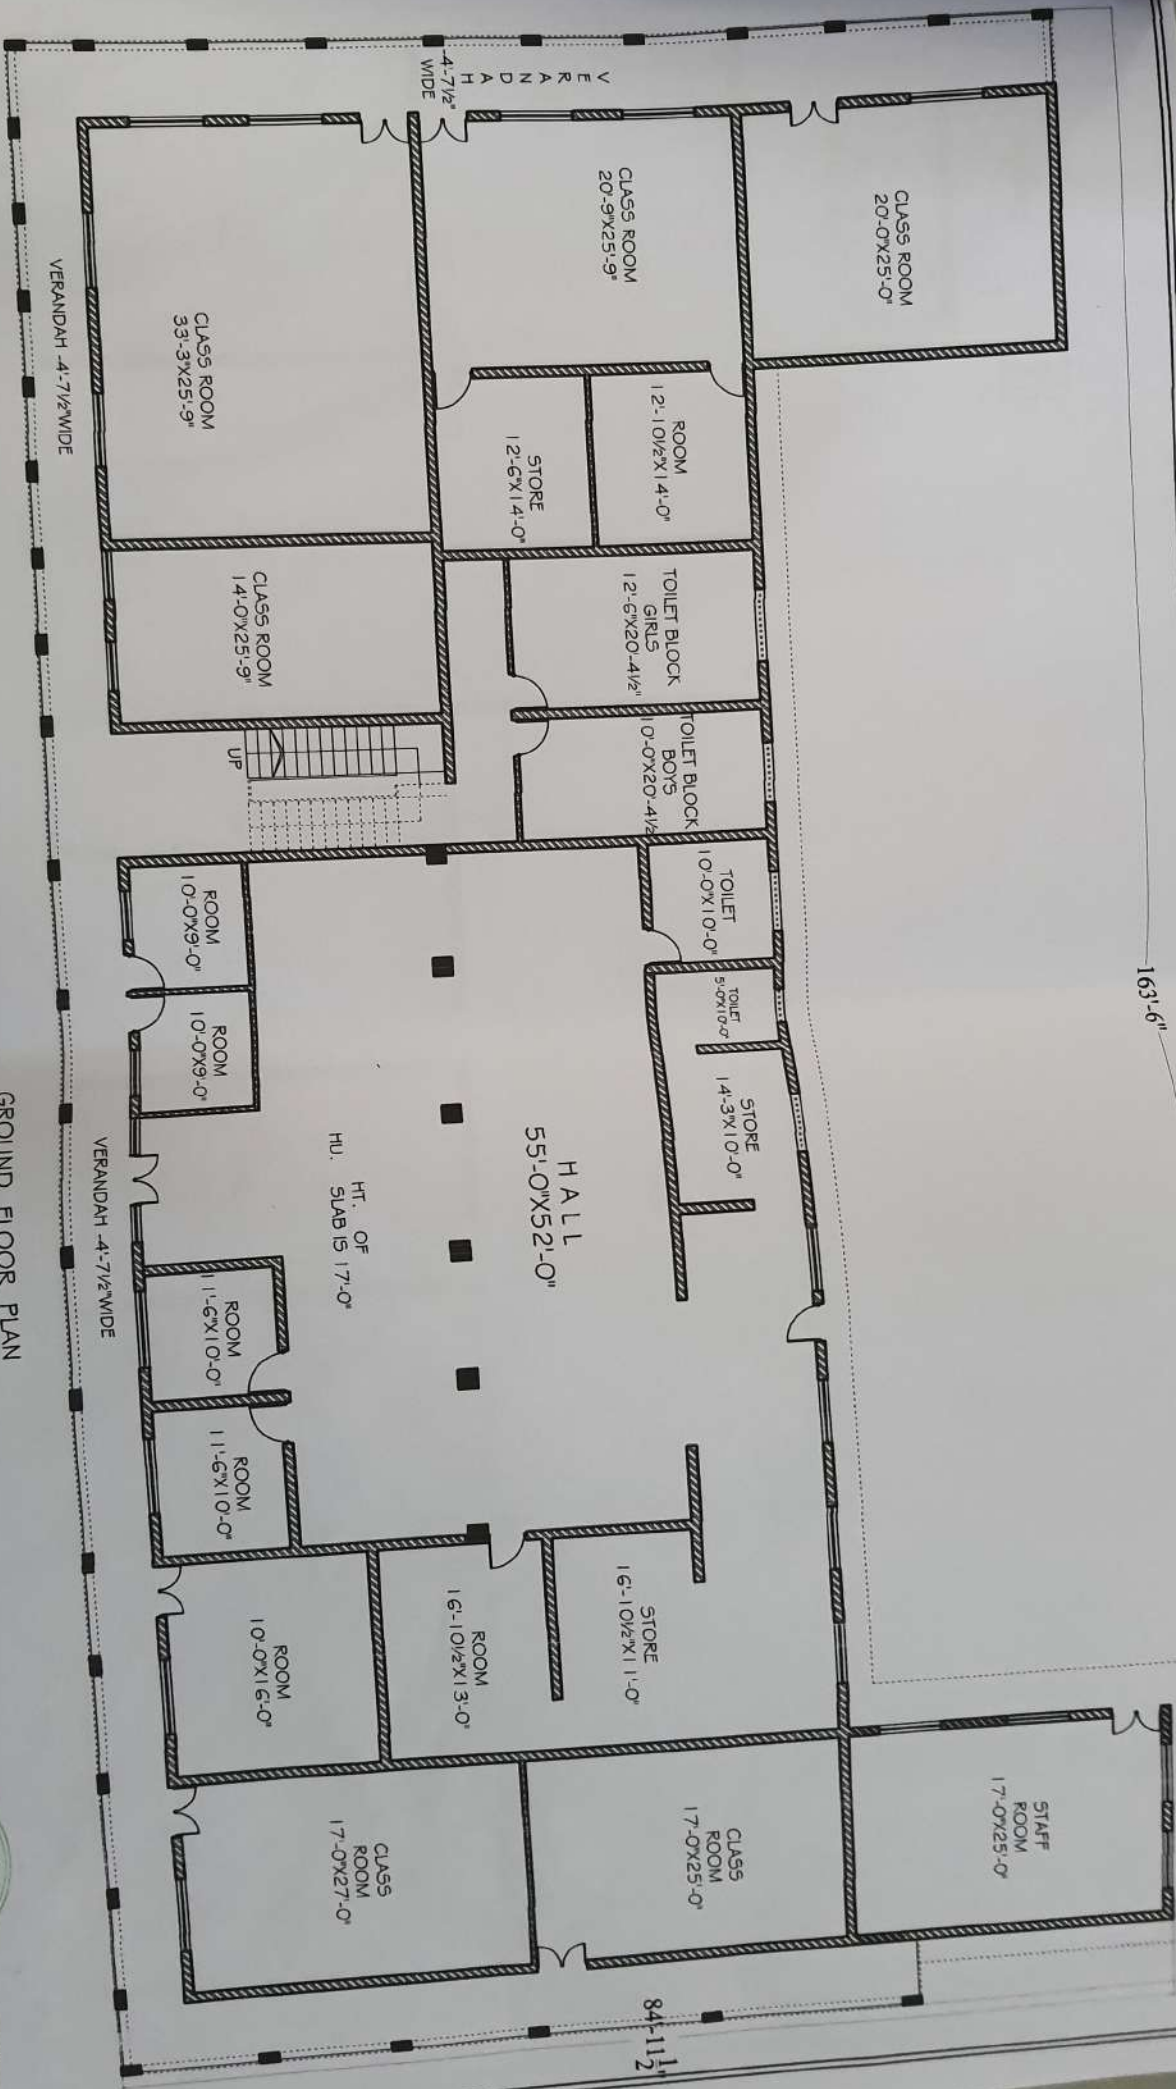 163'-6"
84'-11 1/2"
VERANDAH
4'-7½"
WIDE
CLASS ROOM
20'-0"X25'-0"
CLASS ROOM
20'-9"X25'-9"
CLASS ROOM
33'-3"X25'-9"
VERANDAH -4'-7½"WIDE
ROOM
12'-10½"X14'-0"
STORE
12'-6"X14'-0"
CLASS ROOM
14'-0"X25'-9"
TOILET BLOCK
GIRLS
12'-6"X20'-4½"
TOILET BLOCK
BOYS
10'-0"X20'-4½
UP
TOILET
10'-0"X10'-0"
TOILET
5'-0"X10'-0"
STORE
14'-3"X10'-0"
ROOM
10'-0"X9'-0"
ROOM
10'-0"X9'-0"
HALL
55'-0"X52'-0"
HT. OF
HU. SLAB IS 17'-0"
VERANDAH -4'-7½"WIDE
ROOM
11'-6"X10'-0"
ROOM
11'-6"X10'-0"
STORE
16'-10½"X11'-0"
ROOM
16'-10½"X13'-0"
ROOM
10'-0"X16'-0"
STAFF
ROOM
17'-0"X25'-0"
CLASS
ROOM
17'-0"X25'-0"
CLASS
ROOM
17'-0"X27'-0"
GROUND FLOOR PLAN